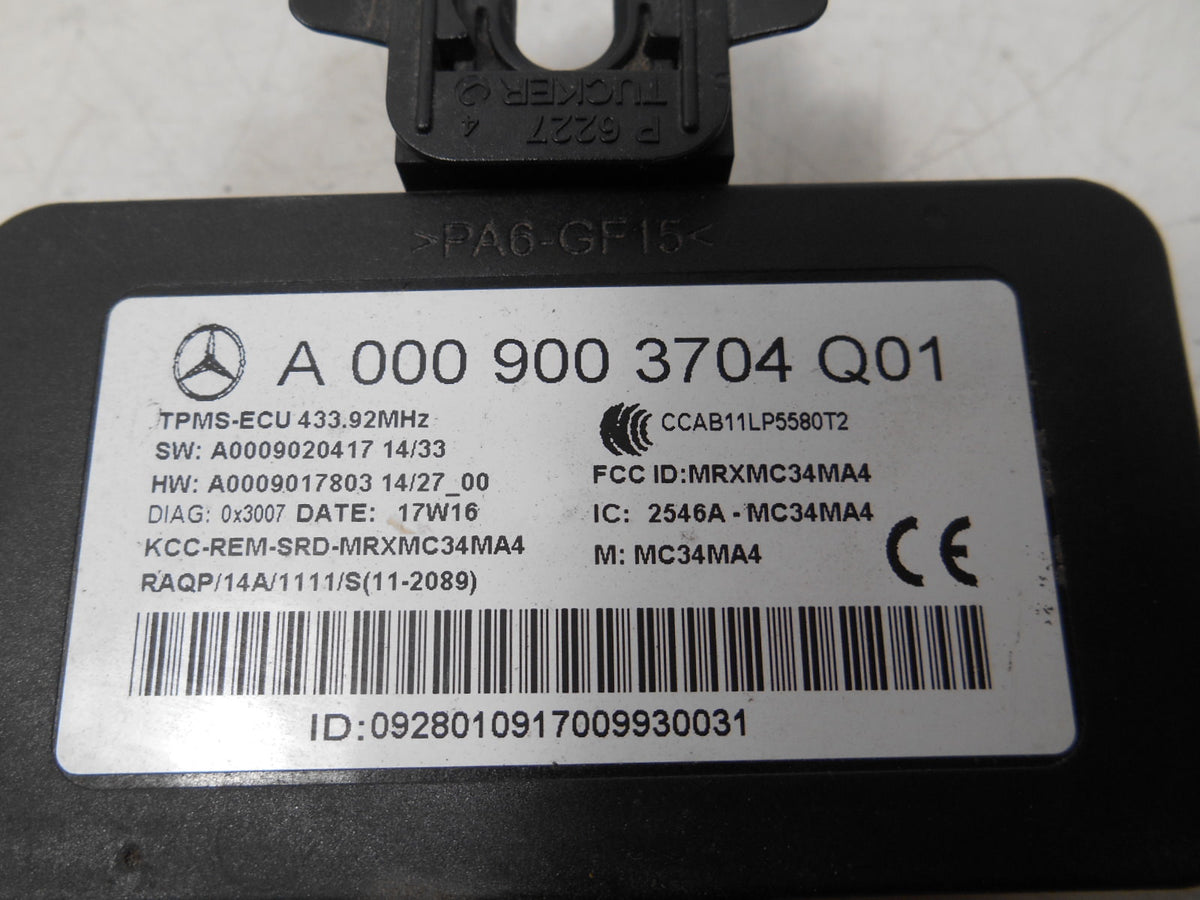 P 6227 4
TUCKER
>PA6-GF15<
A 000 900 3704 Q01
TPMS-ECU 433.92MHz
SW: A0009020417 14/33
HW: A0009017803 14/27_00
DIAG: 0x3007 DATE: 17W16
KCC-REM-SRD-MRXMC34MA4
RAQP/14A/1111/S(11-2089)
CCAB11LP5580T2
FCC ID:MRXMC34MA4
IC: 2546A - MC34MA4
M: MC34MA4
CE
ID:0928010917009930031